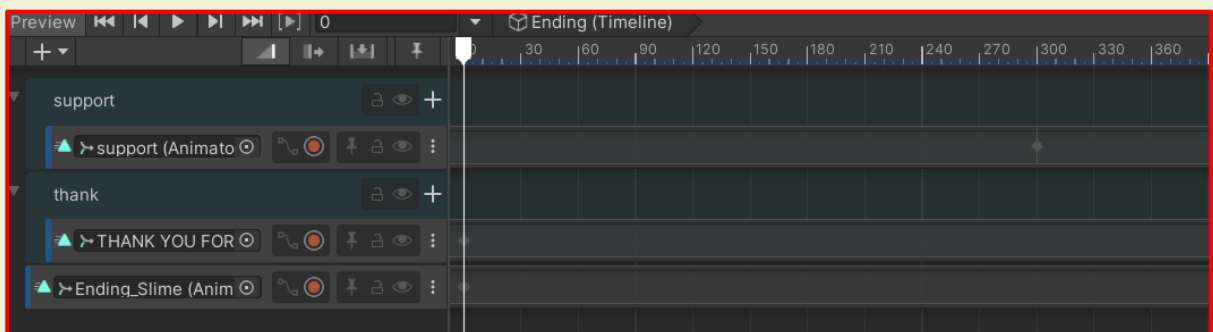 Preview 0 Ending (Timeline)
0 30 60 90 120 150 180 210 240 270 300 330 360
support
support (Animato
thank
THANK YOU FOR
Ending_Slime (Anim